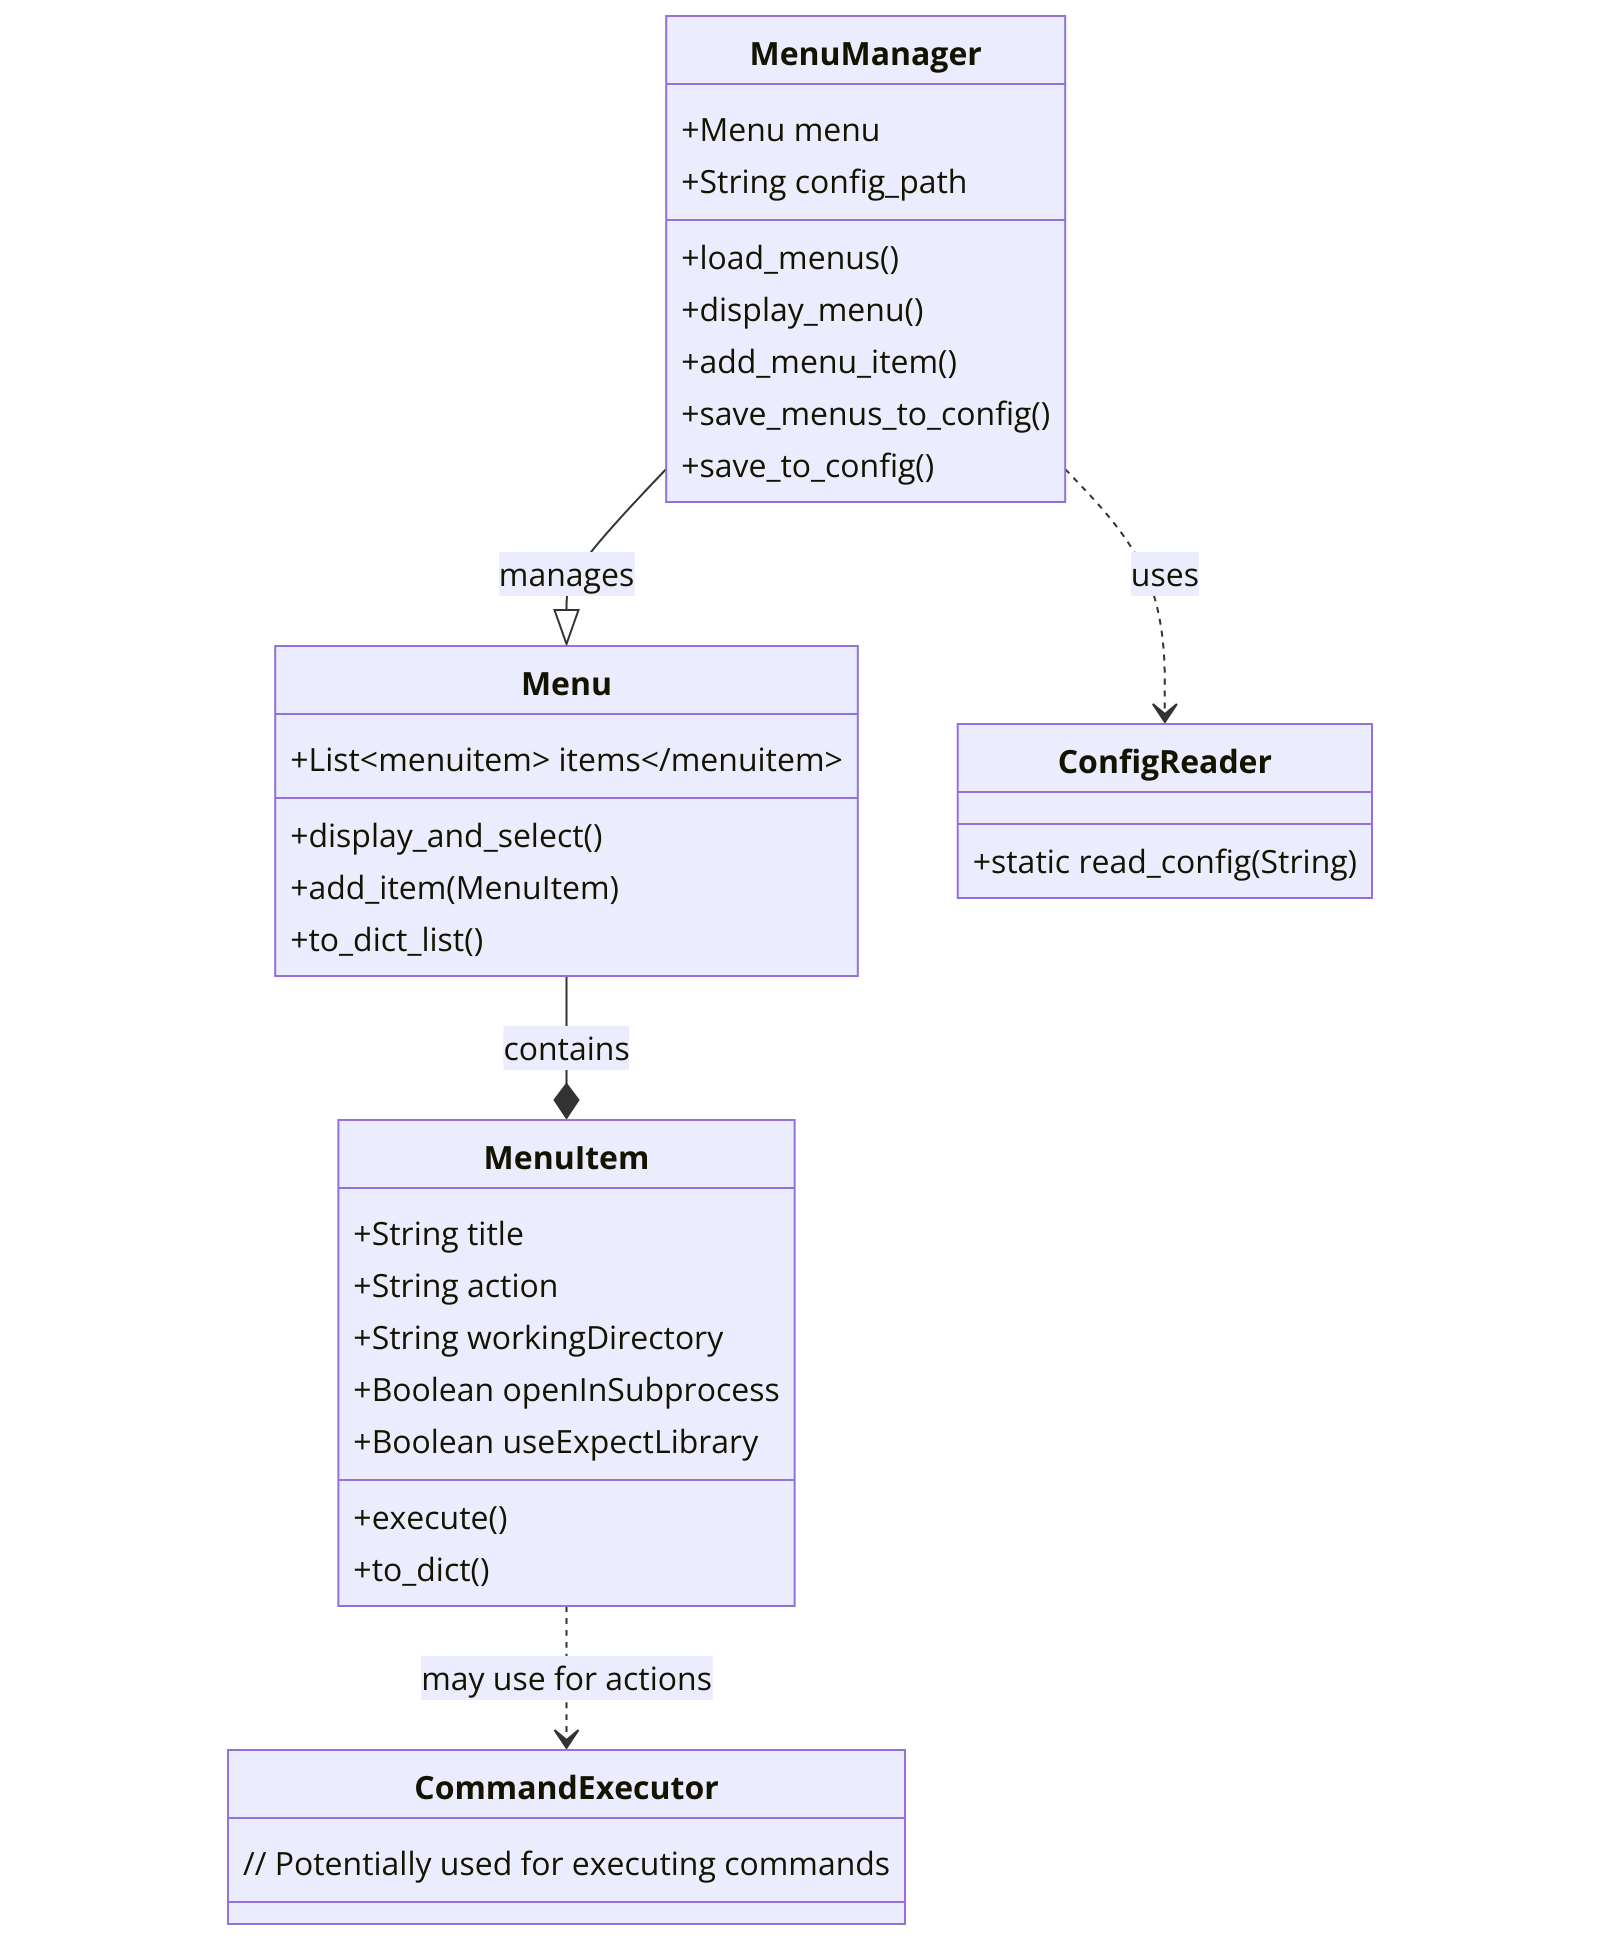 MenuManager
+Menu menu
+String config_path
+load_menus()
+display_menu()
+add_menu_item()
+save_menus_to_config()
+save_to_config()
manages
uses
Menu
+List<menuitem> items</menuitem>
+display_and_select()
+add_item(MenuItem)
+to_dict_list()
ConfigReader
+static read_config(String)
contains
MenuItem
+String title
+String action
+String workingDirectory
+Boolean openInSubprocess
+Boolean useExpectLibrary
+execute()
+to_dict()
may use for actions
CommandExecutor
// Potentially used for executing commands